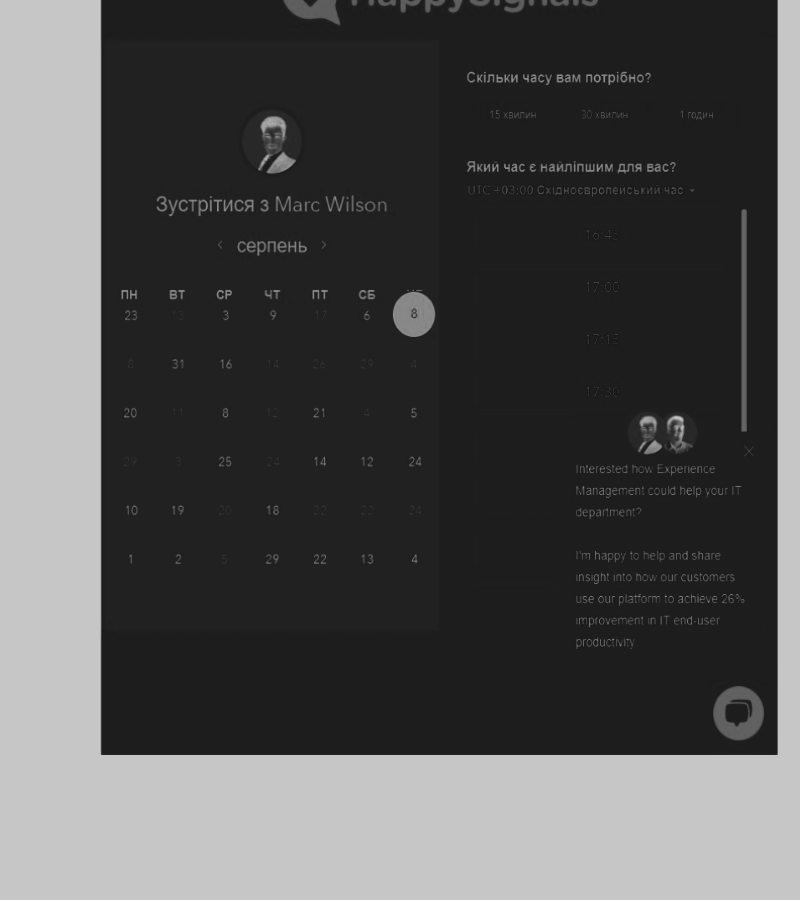 HappySignals
Зустрітися з Marc Wilson
серпень
ПН ВТ СР ЧТ ПТ СБ
23 13 3 9 17 6 8
8 31 16 14 26 29 4
20 11 8 12 21 4 5
29 3 25 24 14 12 24
10 19 20 18 22 22 24
1 2 5 29 22 13 4
Скільки часу вам потрібно?
15 хвилин 30 хвилин 1 годин
Який час є найліпшим для вас?
UTC +03:00 Східноєвропейський час
16:45
17:00
17:15
17:30
Interested how Experience
Management could help your IT
department?
I'm happy to help and share
insight into how our customers
use our platform to achieve 26%
improvement in IT end-user
productivity